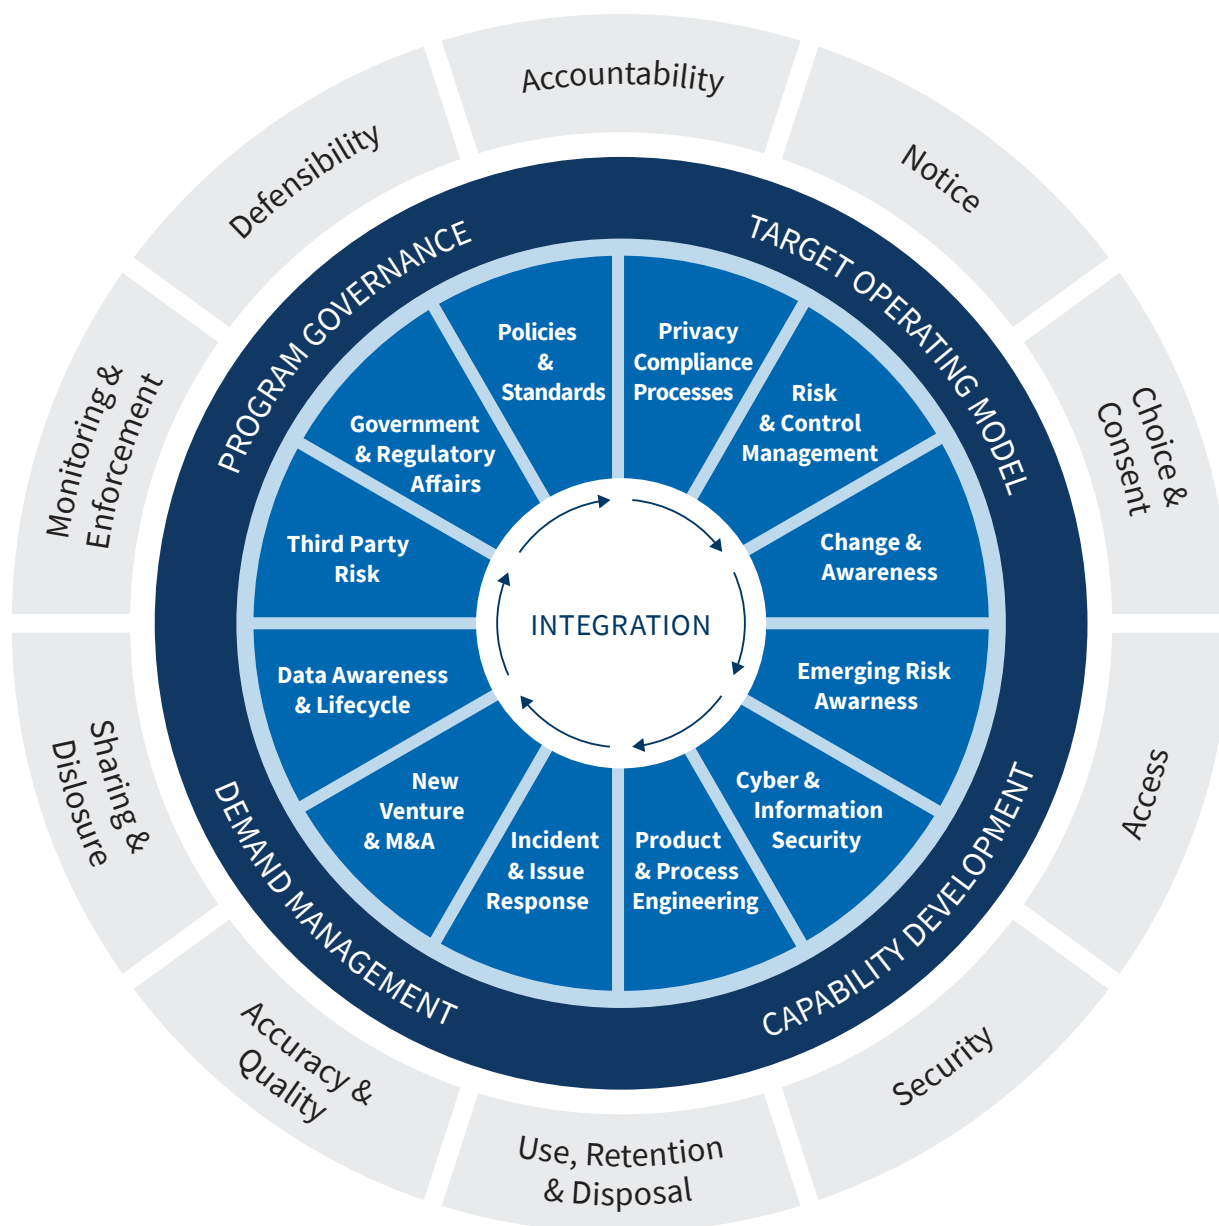 Accountability
Notice
Choice &
Consent
Access
Security
Use, Retention
& Disposal
Accuracy &
Quality
Sharing &
Dislosure
Monitoring &
Enforcement
Defensibility
PROGRAM GOVERNANCE
TARGET OPERATING MODEL
CAPABILITY DEVELOPMENT
DEMAND MANAGEMENT
Policies
&
Standards
Privacy
Compliance
Processes
Risk
& Control
Management
Change &
Awareness
Emerging Risk
Awarness
Cyber &
Information
Security
Product
& Process
Engineering
Incident
& Issue
Response
New
Venture
& M&A
Data Awareness
& Lifecycle
Third Party
Risk
Government
& Regulatory
Affairs
INTEGRATION